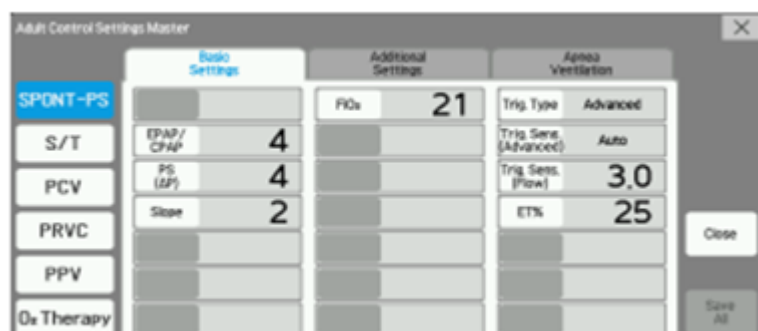 Adult Control Settings Master
Basic
Settings
Additional
Settings
Apnea
Ventilation
SPONT-PS
S/T
PCV
PRVC
PPV
O₂ Therapy
EPAP/
CPAP
4
PS
(ΔP)
4
Slope
2
FiO₂
21
Trig. Type
Advanced
Trig. Sens.
(Advanced)
Auto
Trig. Sens.
(Flow)
3.0
ET%
25
Close
Save
All